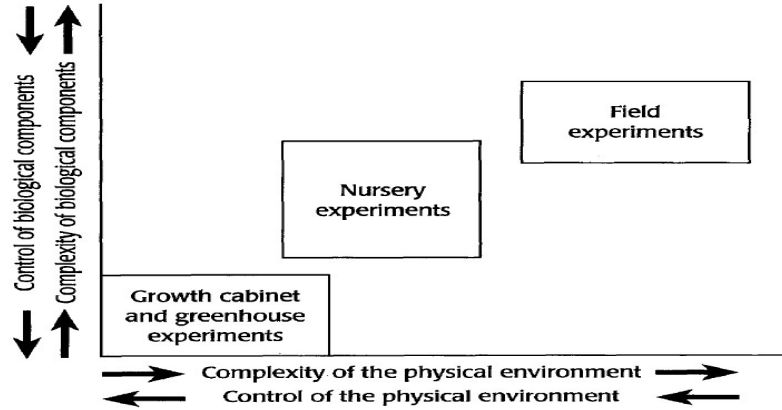 Control of biological components
Complexity of biological components
Field
experiments
Nursery
experiments
Growth cabinet
and greenhouse
experiments
Complexity of the physical environment
Control of the physical environment